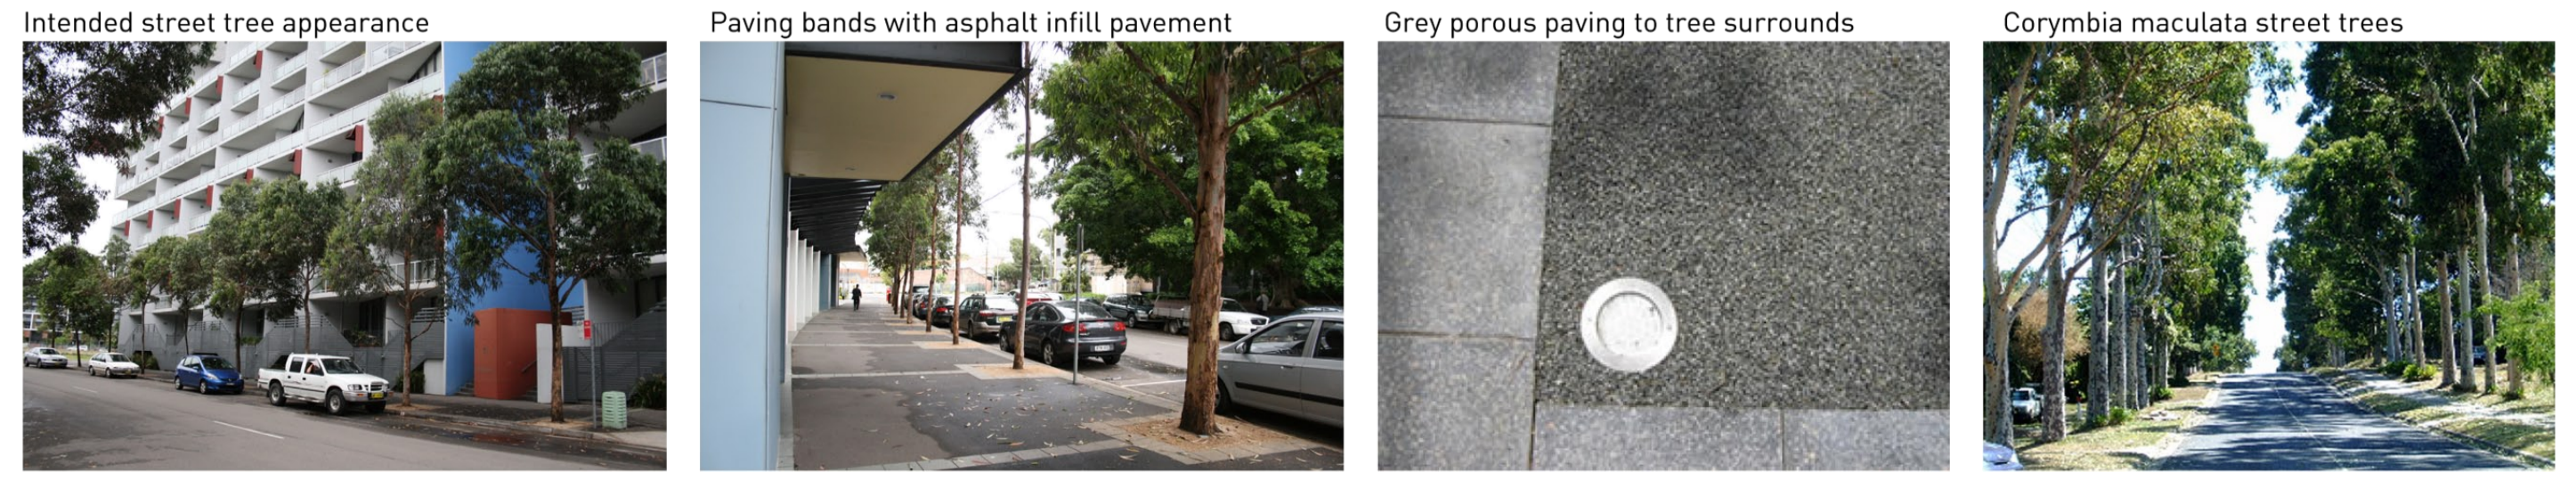 Intended street tree appearance
Paving bands with asphalt infill pavement
Grey porous paving to tree surrounds
Corymbia maculata street trees